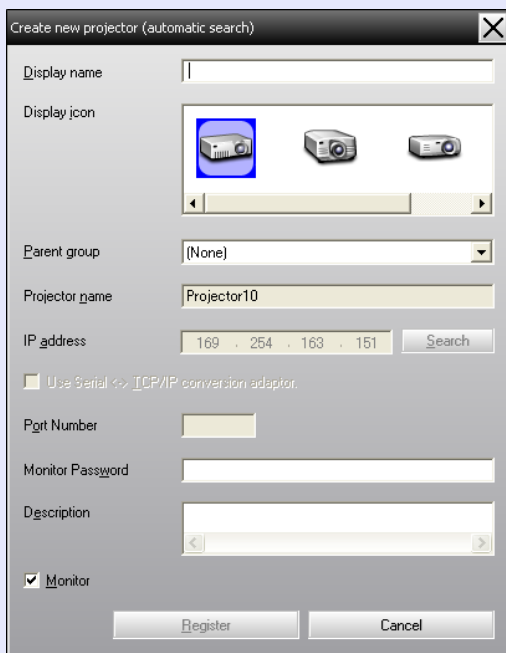 Create new projector (automatic search)
Display name
Display icon
Parent group (None)
Projector name Projector10
IP address 169 . 254 . 163 . 151 Search
Use Serial <-> TCP/IP conversion adaptor.
Port Number
Monitor Password
Description
Monitor
Register Cancel